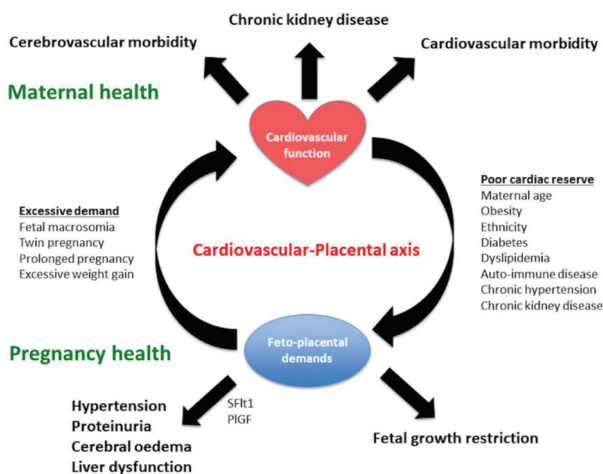 Chronic kidney disease
Cerebrovascular morbidity
Cardiovascular morbidity
Maternal health
Cardiovascular
function
Excessive demand
Fetal macrosomia
Twin pregnancy
Prolonged pregnancy
Excessive weight gain
Cardiovascular-Placental axis
Poor cardiac reserve
Maternal age
Obesity
Ethnicity
Diabetes
Dyslipidemia
Auto-immune disease
Chronic hypertension
Chronic kidney disease
Pregnancy health
Feto-placental
demands
SFlt1
PlGF
Hypertension
Proteinuria
Cerebral oedema
Liver dysfunction
Fetal growth restriction